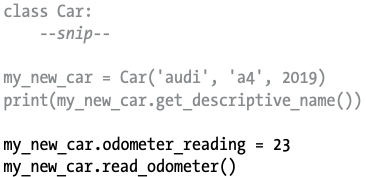 class Car:
    --snip--
my_new_car = Car('audi', 'a4', 2019)
print(my_new_car.get_descriptive_name())
my_new_car.odometer_reading = 23
my_new_car.read_odometer()